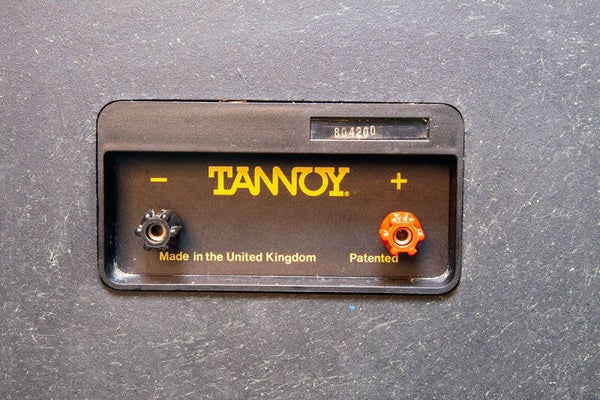 804200
− TANNOY® +
Made in the United Kingdom Patented